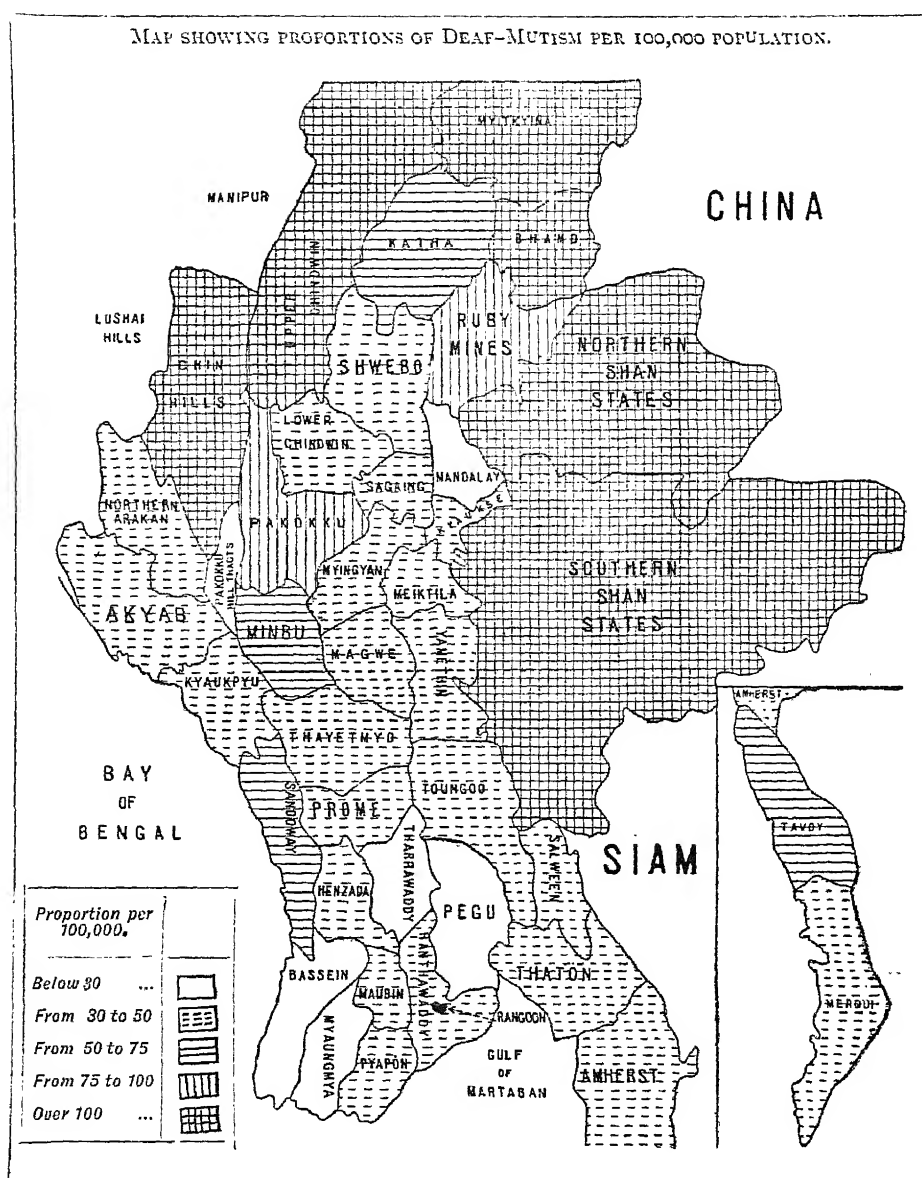 MAP SHOWING PROPORTIONS OF DEAF-MUTISM PER 100,000 POPULATION.
MYITKYINA
MANIPUR
CHINA
KATHA
BHAMO
UPPER
CHINDWIN
LUSHAI
HILLS
RUBY
MINES
CHIN
HILLS
SHWEBO
NORTHERN
SHAN
STATES
LOWER
CHINDWIN
MANDALAY
SAGAING
KYAUKSE
NORTHERN
ARAKAN
PAKOKKU
PAKOKKU
HILL TRACTS
MYINGYAN
MEIKTILA
SOUTHERN
SHAN
STATES
AKYAB
MINBU
MAGWE
YAMETHIN
KYAUKPYU
AMHERST
THAYETMYO
BAY
OF
BENGAL
SANDOWAY
PROME
TOUNGOO
TAVOY
THARRAWADDY
SALWEEN
SIAM
HENZADA
PEGU
HANTHAWADDY
BASSEIN
MAUBIN
THATON
MERGUI
RANGOON
MYAUNGMYA
PYAPON
GULF
OF
MARTABAN
AMHERST
Proportion per
100,000.
Below 30 ...
From 30 to 50
From 50 to 75
From 75 to 100
Over 100 ...